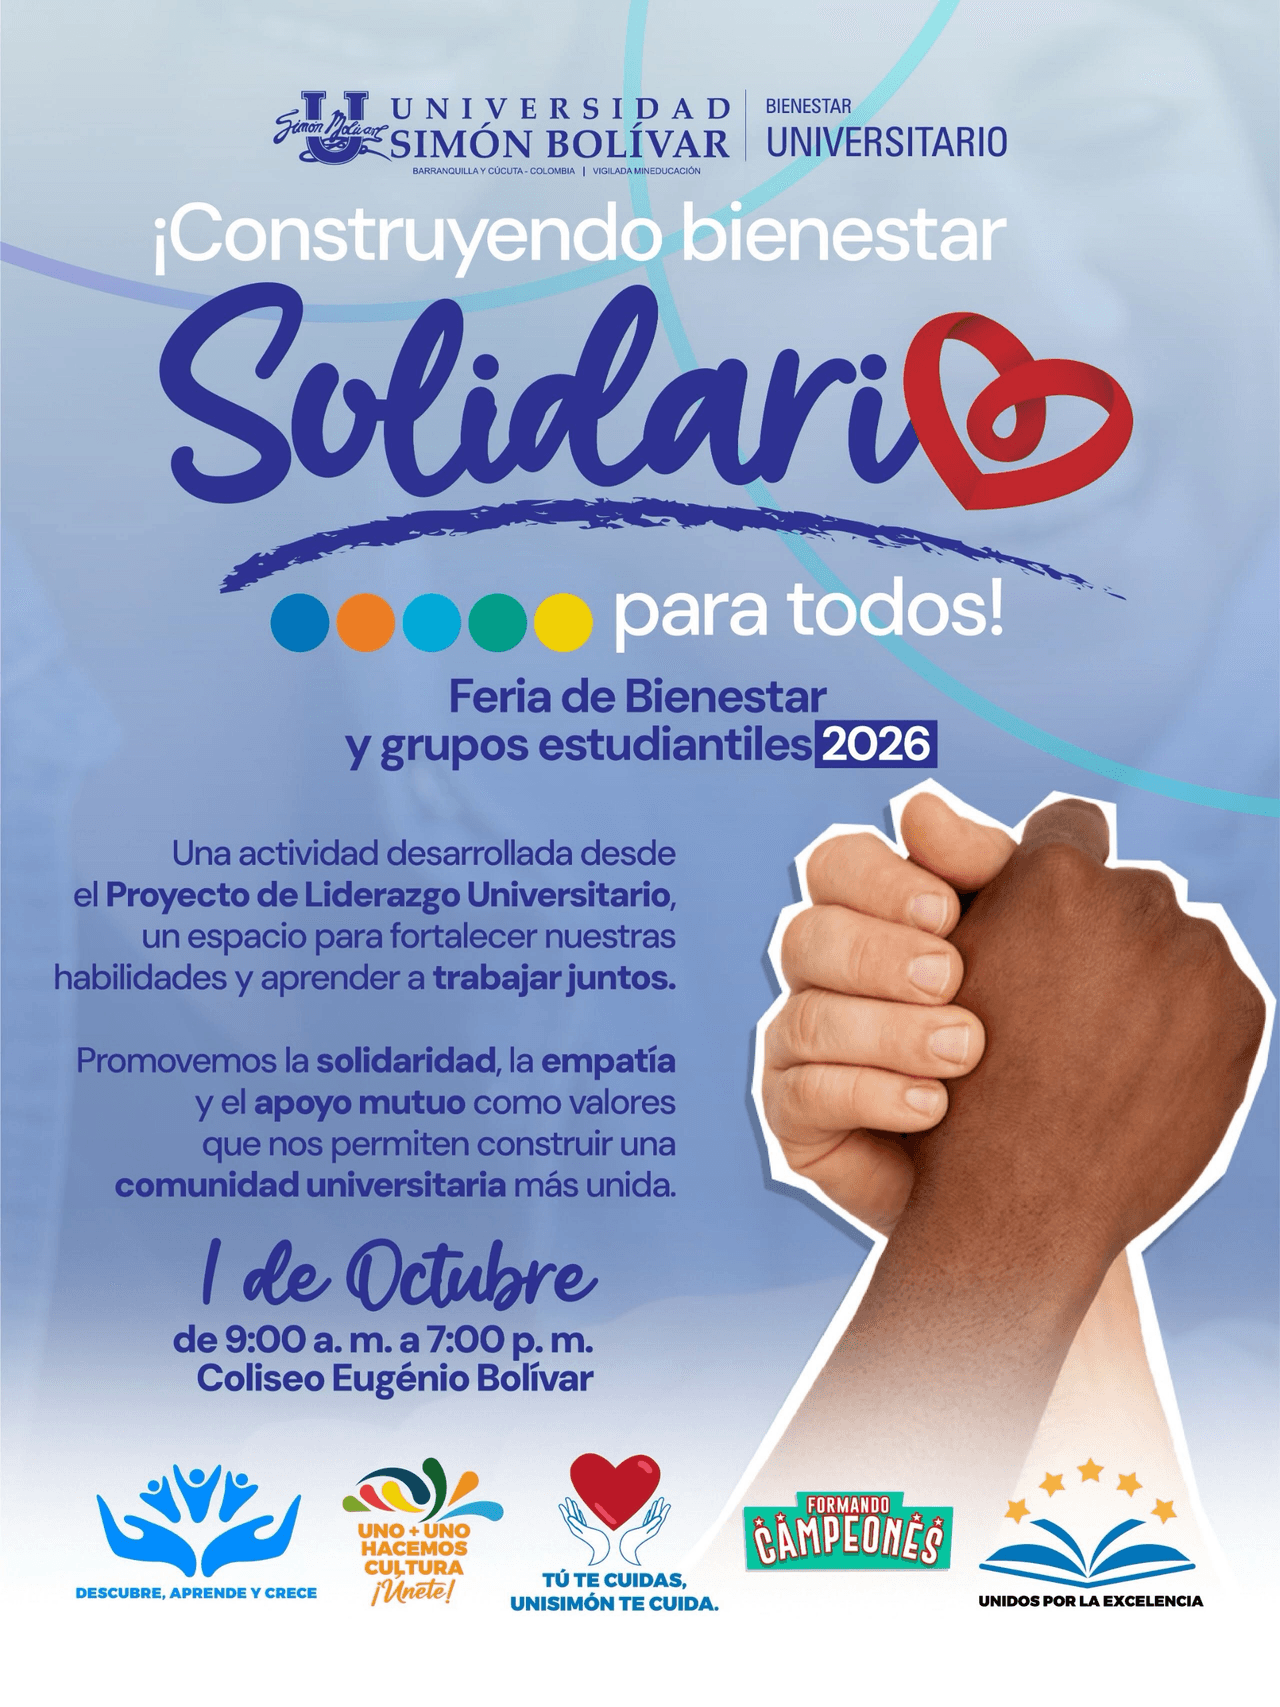 Simón Bolívar
UNIVERSIDAD
SIMÓN BOLÍVAR
BARRANQUILLA Y CÚCUTA - COLOMBIA | VIGILADA MINEDUCACIÓN
BIENESTAR
UNIVERSITARIO
¡Construyendo bienestar
Solidario
para todos!
Feria de Bienestar
y grupos estudiantiles 2026
Una actividad desarrollada desde
el Proyecto de Liderazgo Universitario,
un espacio para fortalecer nuestras
habilidades y aprender a trabajar juntos.
Promovemos la solidaridad, la empatía
y el apoyo mutuo como valores
que nos permiten construir una
comunidad universitaria más unida.
1 de Octubre
de 9:00 a. m. a 7:00 p. m.
Coliseo Eugénio Bolívar
DESCUBRE, APRENDE Y CRECE
UNO + UNO
HACEMOS
CULTURA
¡Únete!
TÚ TE CUIDAS,
UNISIMÓN TE CUIDA.
FORMANDO
CAMPEONES
UNIDOS POR LA EXCELENCIA